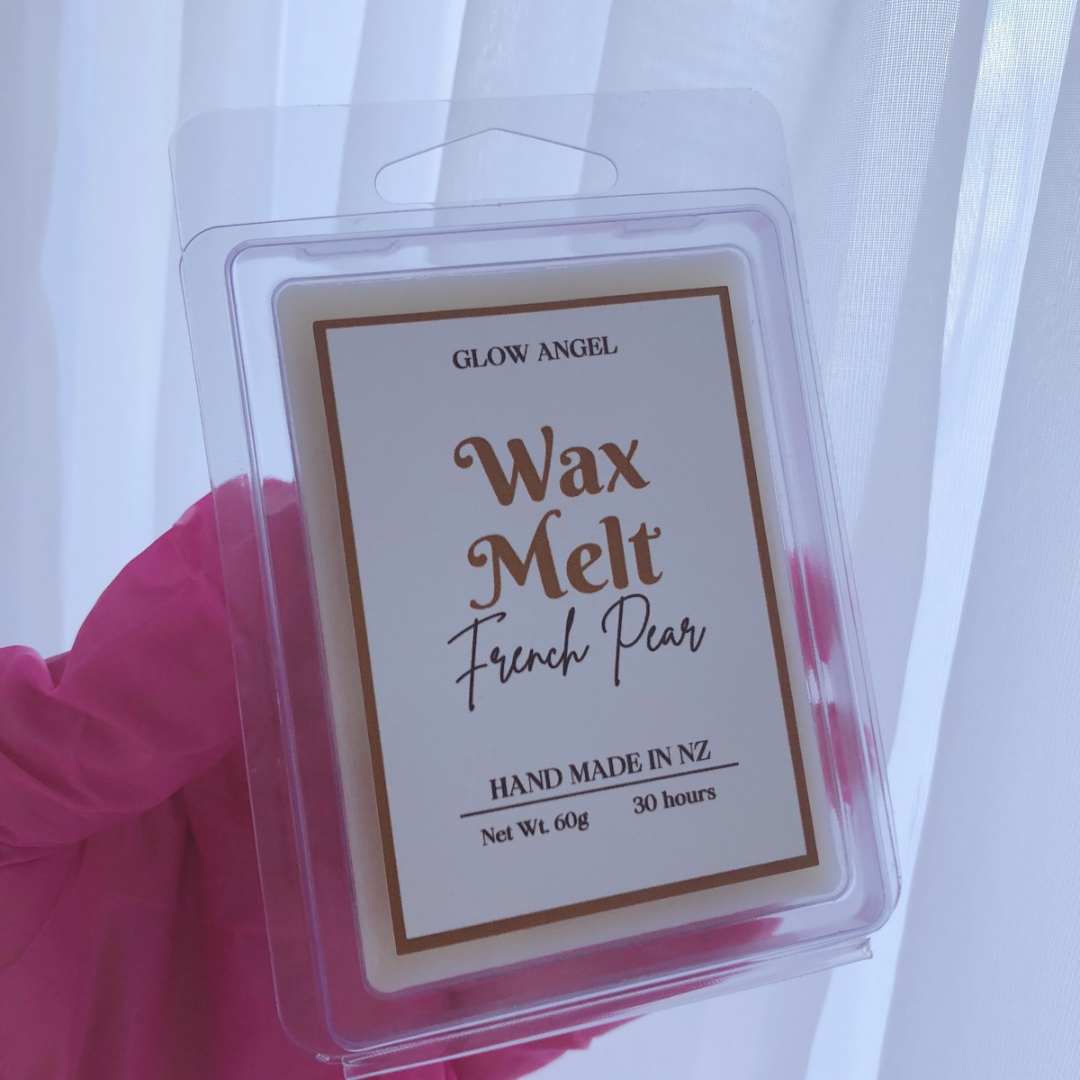 GLOW ANGEL
Wax
Melt
French Pear
HAND MADE IN NZ
Net Wt. 60g 30 hours